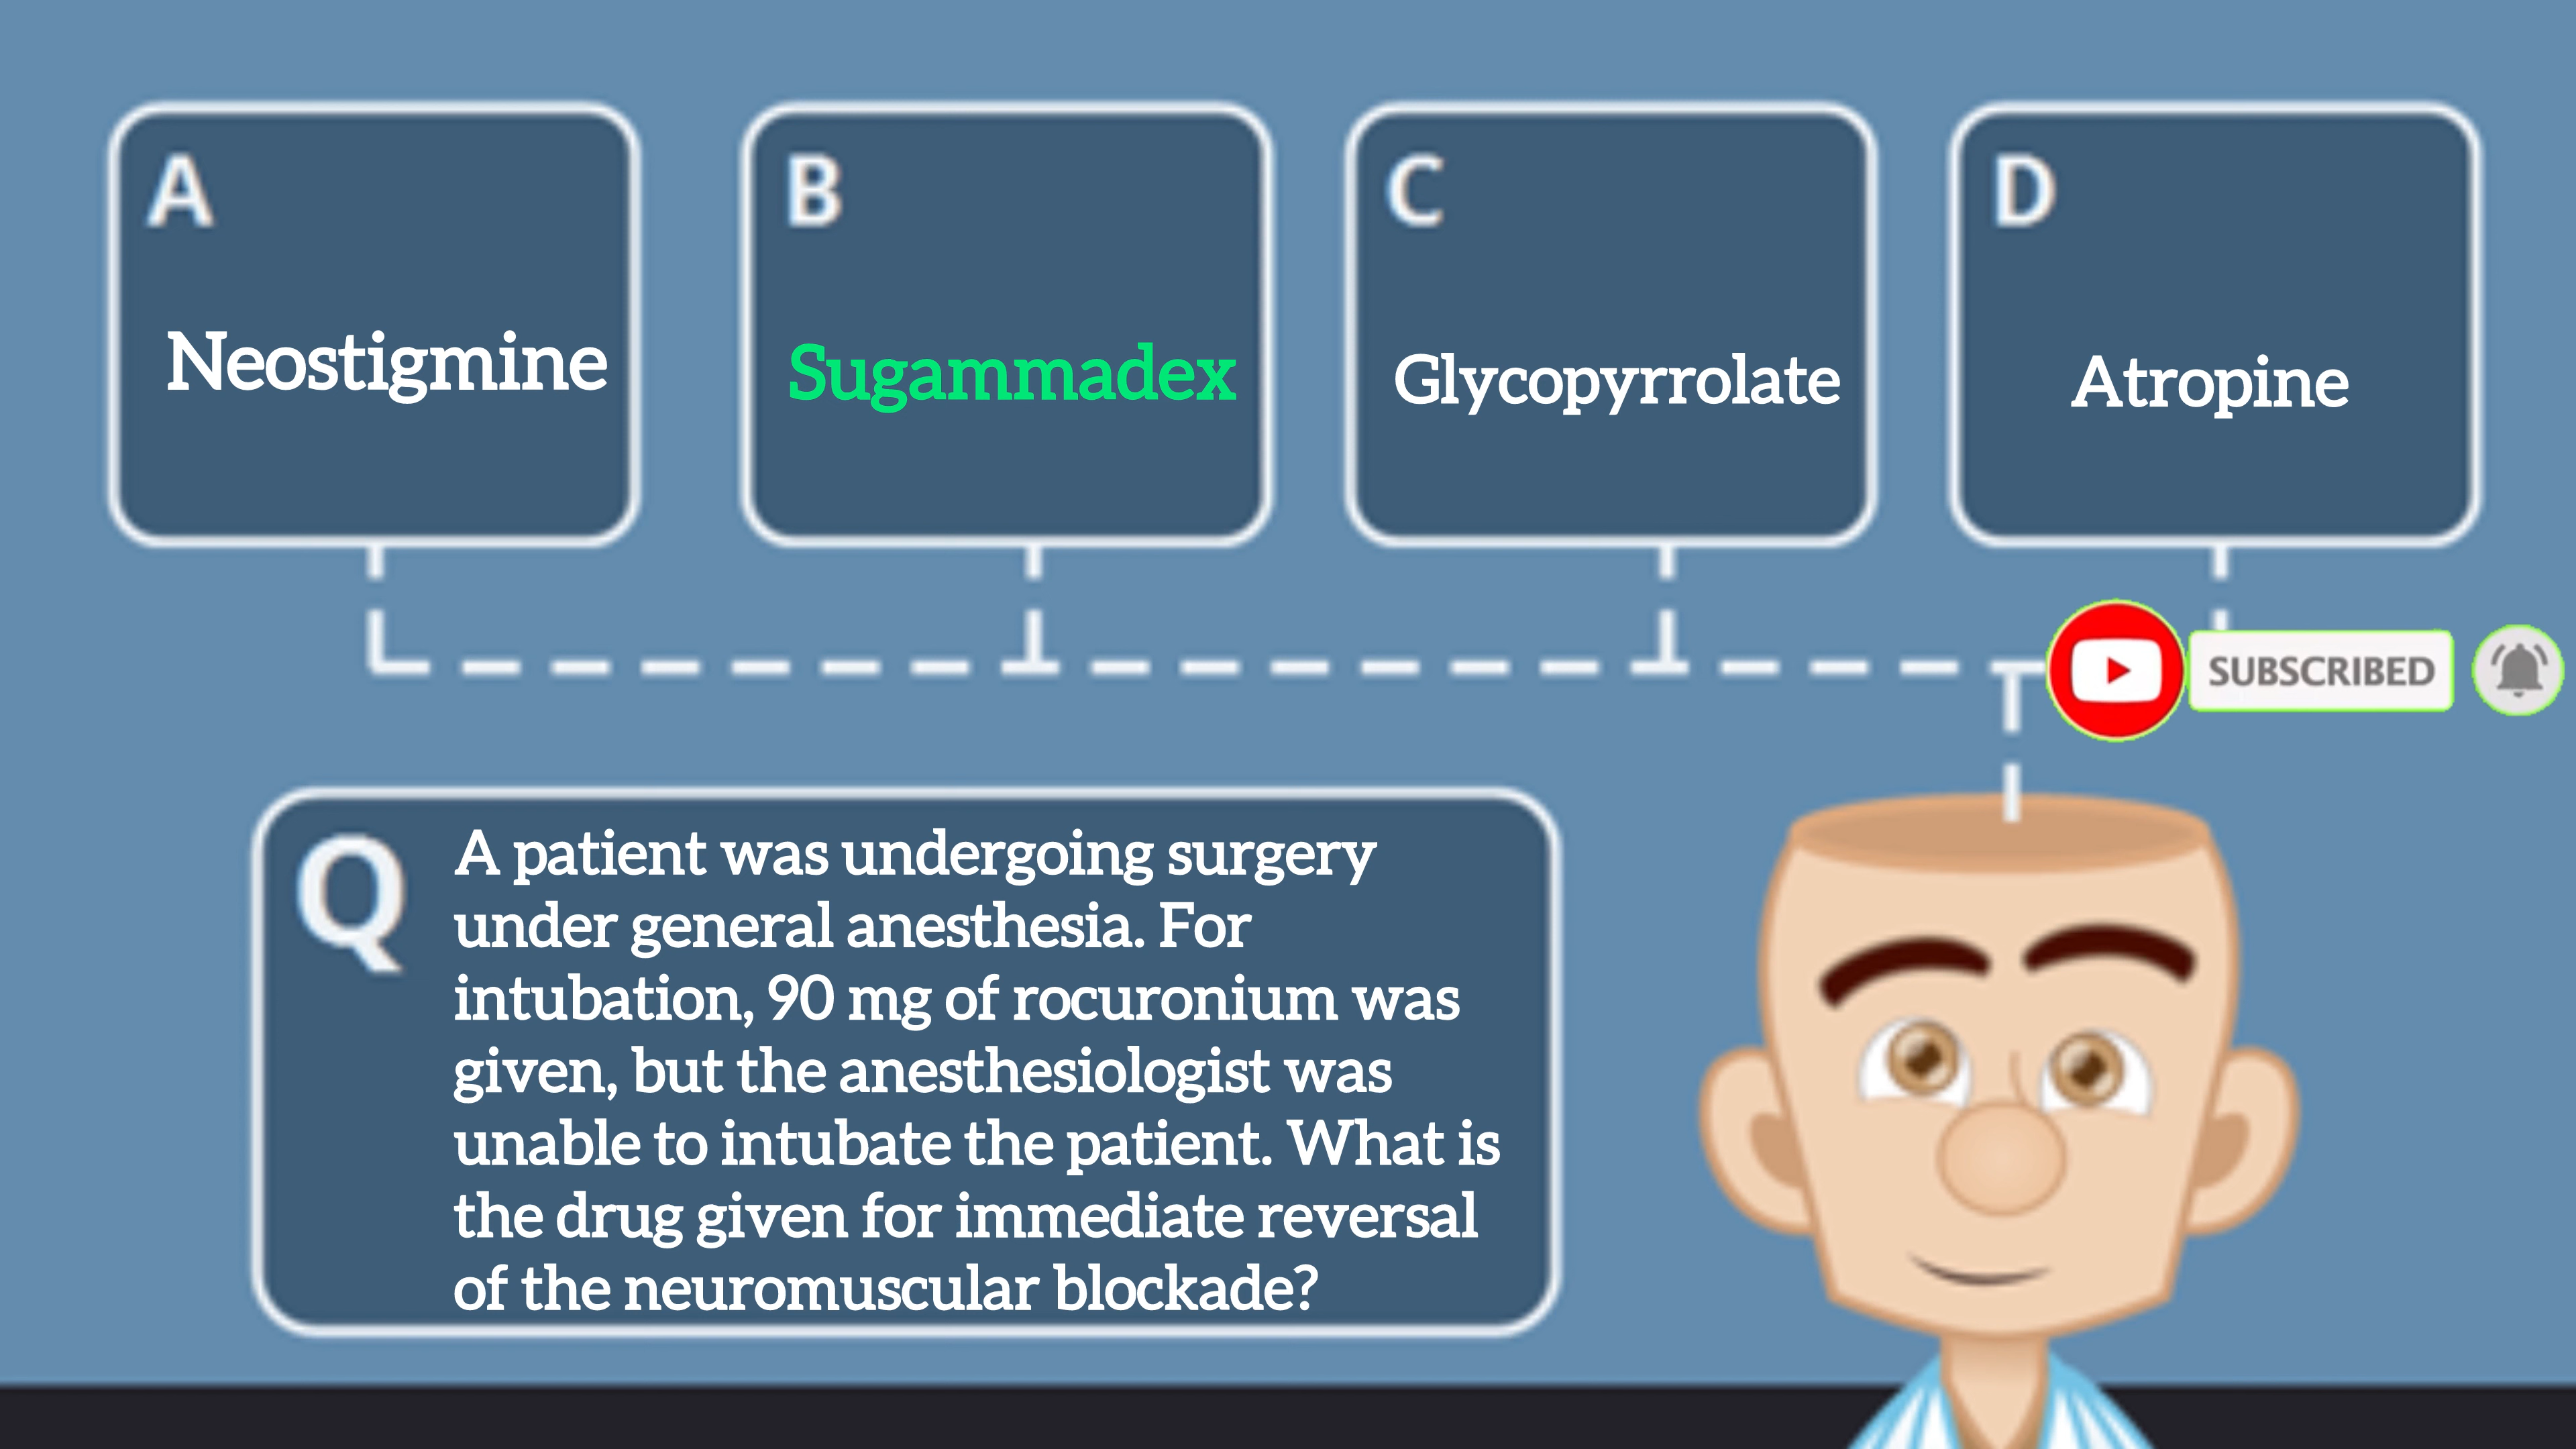 A
B
C
D
Neostigmine
Sugammadex
Glycopyrrolate
Atropine
SUBSCRIBED
Q
A patient was undergoing surgery
under general anesthesia. For
intubation, 90 mg of rocuronium was
given, but the anesthesiologist was
unable to intubate the patient. What is
the drug given for immediate reversal
of the neuromuscular blockade?